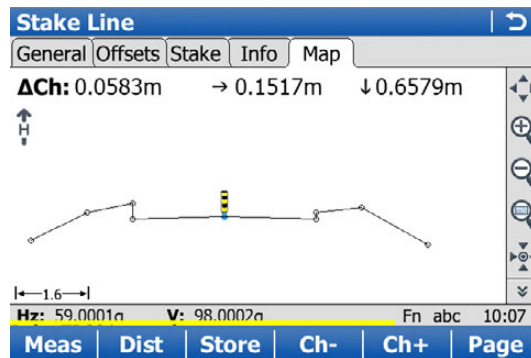 Stake Line
General Offsets Stake Info Map
ΔCh: 0.0583m → 0.1517m ↓0.6579m
H
1.6
Hz: 59.0001g V: 98.0002g Fn abc 10:07
Meas Dist Store Ch- Ch+ Page